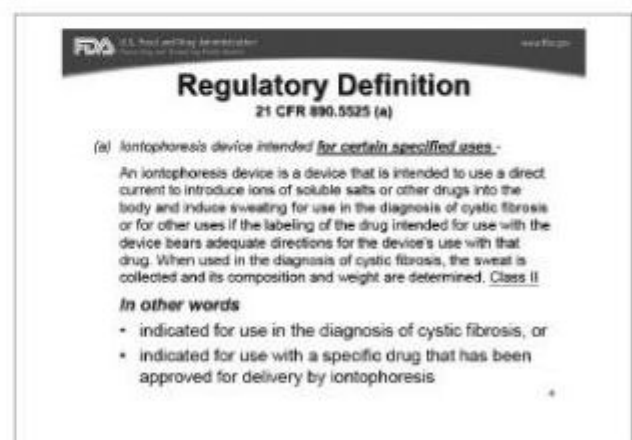 FDA U.S. Food and Drug Administration
www.fda.gov
Regulatory Definition
21 CFR 890.5525 (a)
(a) Iontophoresis device intended for certain specified uses -
An iontophoresis device is a device that is intended to use a direct
current to introduce ions of soluble salts or other drugs into the
body and induce sweating for use in the diagnosis of cystic fibrosis
or for other uses if the labeling of the drug intended for use with the
device bears adequate directions for the device's use with that
drug. When used in the diagnosis of cystic fibrosis, the sweat is
collected and its composition and weight are determined. Class II
In other words
• indicated for use in the diagnosis of cystic fibrosis, or
• indicated for use with a specific drug that has been
approved for delivery by iontophoresis